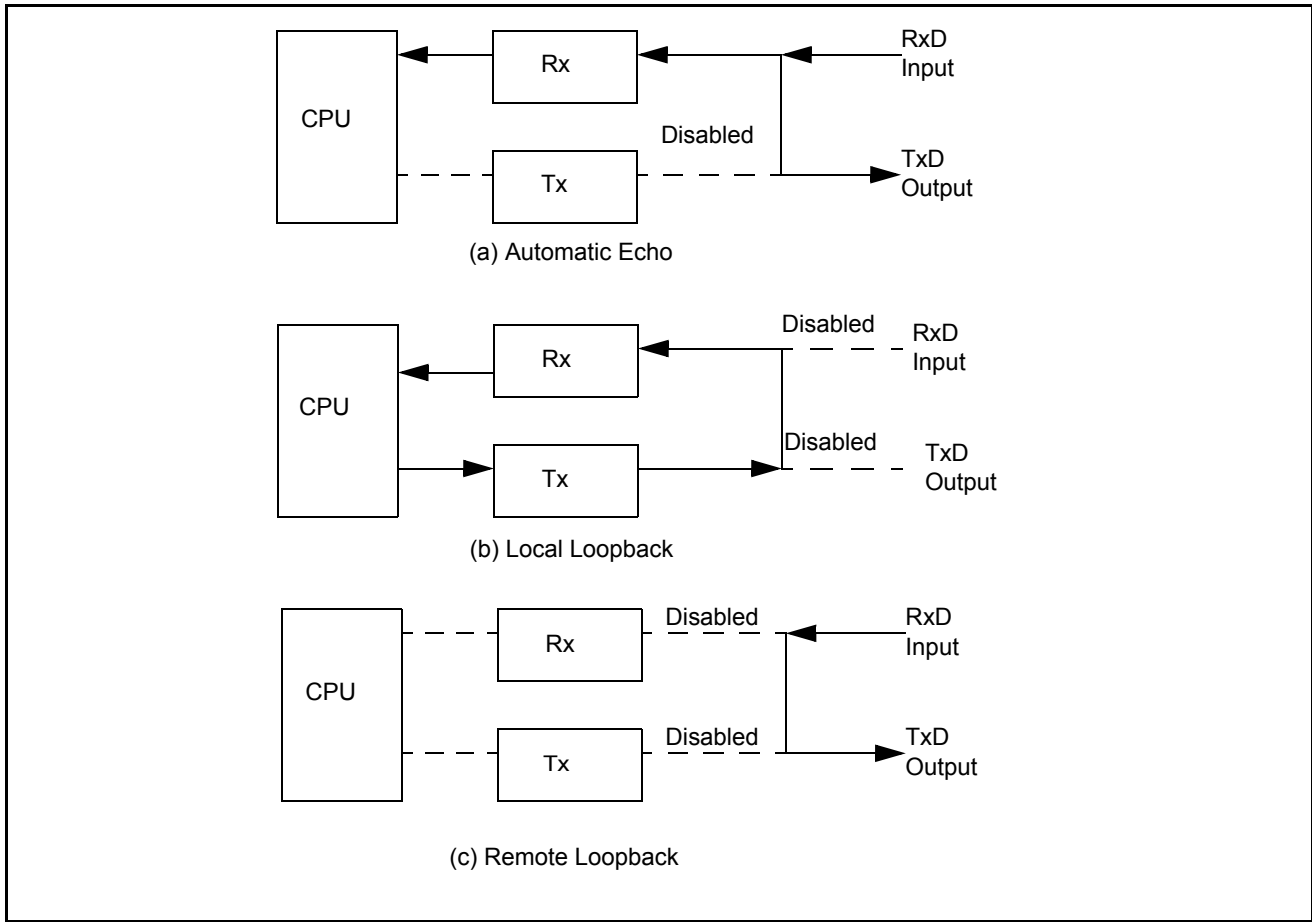 RxD
Input
Rx
CPU
Disabled
TxD
Output
Tx
(a) Automatic Echo
Disabled
RxD
Input
Rx
CPU
Disabled
TxD
Output
Tx
(b) Local Loopback
Disabled
RxD
Input
Rx
CPU
Disabled
TxD
Output
Tx
(c) Remote Loopback